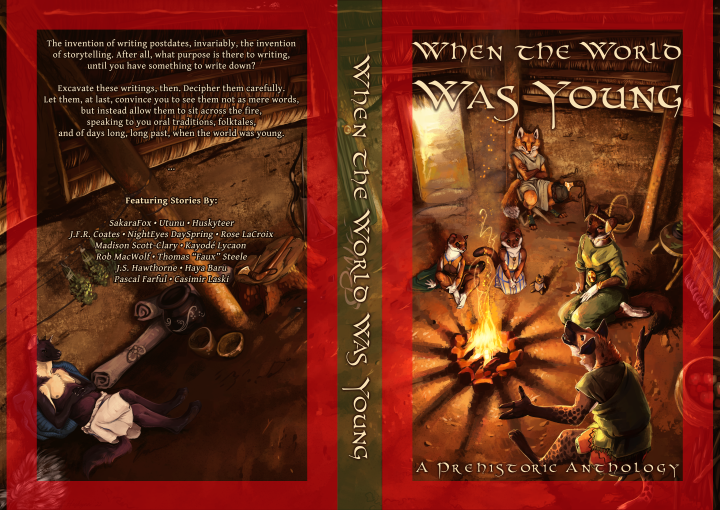 The invention of writing postdates, invariably, the invention
of storytelling. After all, what purpose is there to writing,
until you have something to write down?
Excavate these writings, then. Decipher them carefully.
Let them, at last, convince you to see them not as mere words,
but instead allow them to sit across the fire,
speaking to you oral traditions, folktales,
and of days long, long past, when the world was young.
...
Featuring Stories By:
SakaraFox • Utunu • Huskyteer
J.F.R. Coates • NightEyes DaySpring • Rose LaCroix
Madison Scott-Clary • Kayodé Lycaon
Rob MacWolf • Thomas "Faux" Steele
J.S. Hawthorne • Haya Baru
Pascal Farful • Casimir Laski
When the World Was Young
When the World
Was Young
A Prehistoric Anthology